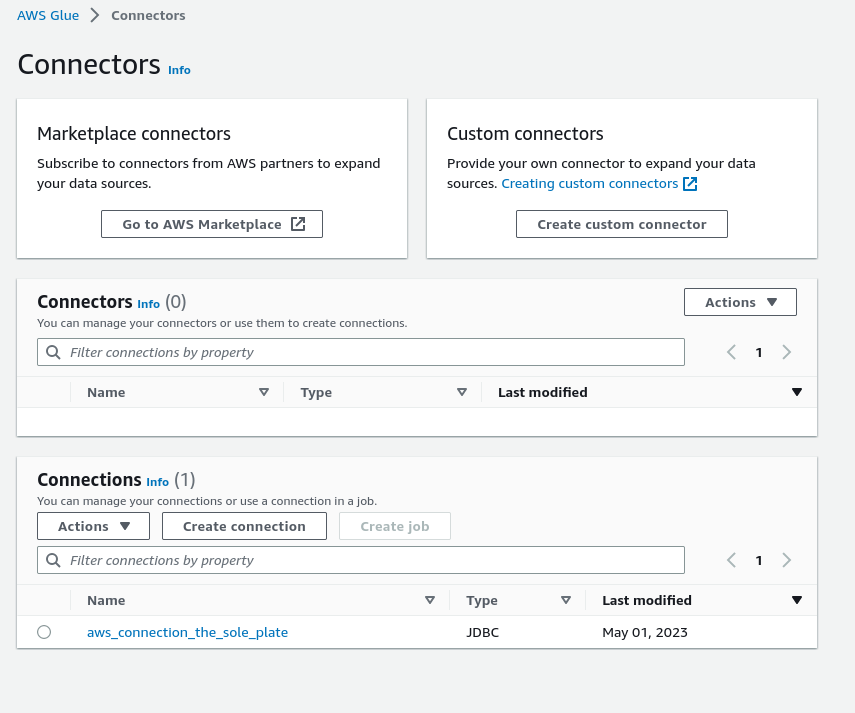 AWS Glue > Connectors
Connectors Info
Marketplace connectors
Subscribe to connectors from AWS partners to expand
your data sources.
Go to AWS Marketplace
Custom connectors
Provide your own connector to expand your data
sources. Creating custom connectors
Create custom connector
Connectors Info (0)
Actions
You can manage your connectors or use them to create connections.
Filter connections by property
1
Name Type Last modified
Connections Info (1)
You can manage your connections or use a connection in a job.
Actions Create connection Create job
Filter connections by property
1
Name Type Last modified
aws_connection_the_sole_plate JDBC May 01, 2023